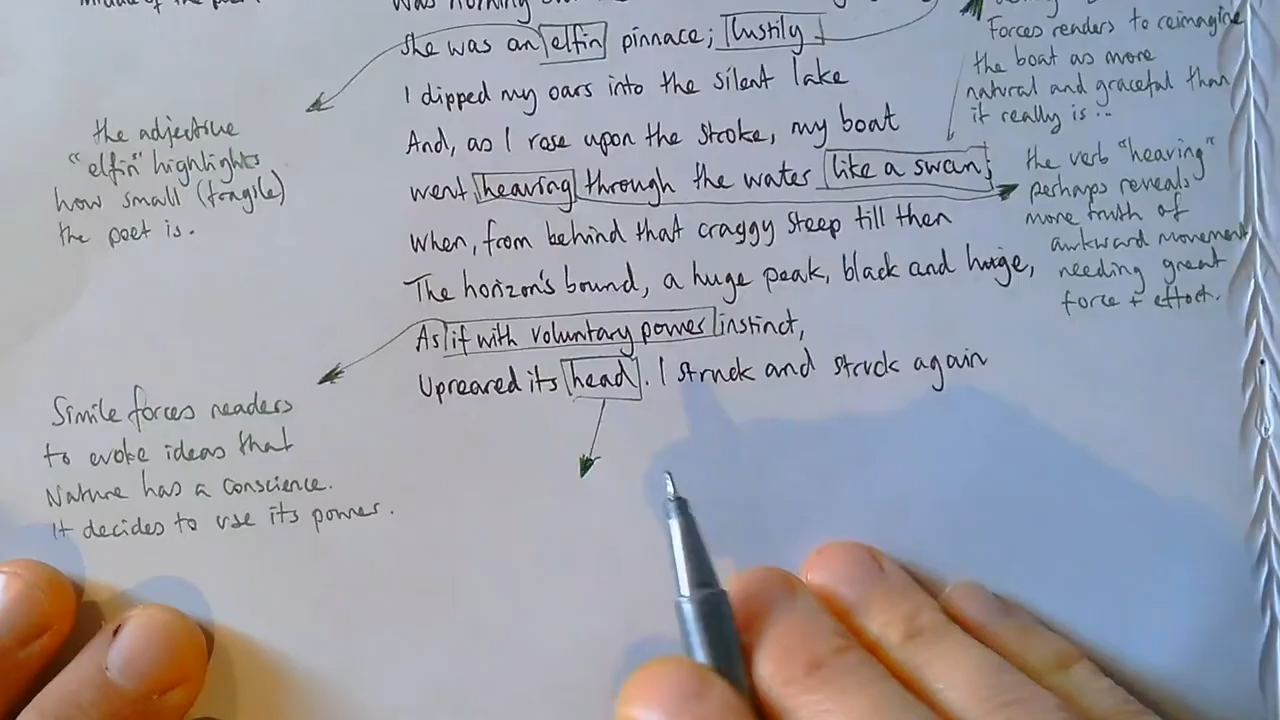 middle of the
was
She was an elfin pinnace; lustily
I dipped my oars into the silent lake
And, as I rose upon the stroke, my boat
went heaving through the water like a swan;
When, from behind that craggy steep till then
The horizon's bound, a huge peak, black and huge,
As if with voluntary power instinct,
Upreared its head. I struck and struck again
the adjective
"elfin" highlights
how small (fragile)
the poet is.
Simile forces readers
to evoke ideas that
Nature has a conscience.
It decides to use its power.
Forces readers to reimagine
the boat as more
natural and graceful than
it really is...
the verb "heaving"
perhaps reveals
more truth of
awkward movement
needing great
force + effort.